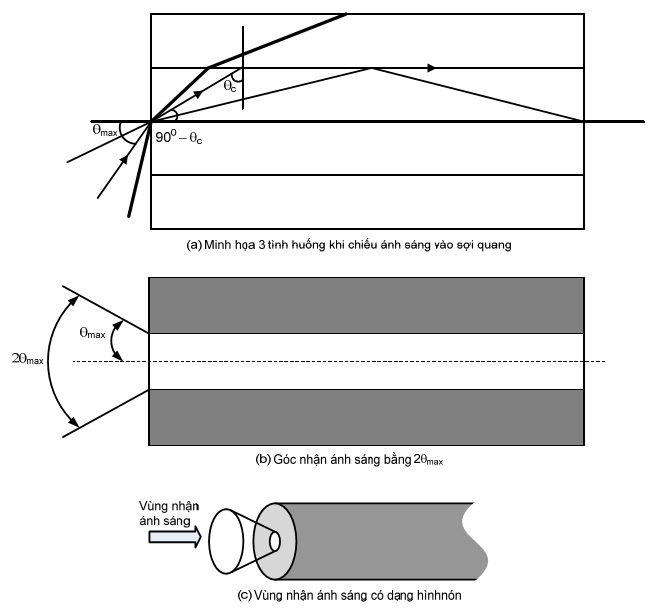 θc
θmax
90⁰ – θc
(a) Minh họa 3 tình huống khi chiếu ánh sáng vào sợi quang
θmax
2θmax
(b) Góc nhận ánh sáng bằng 2θmax
Vùng nhận
ánh sáng
(c) Vùng nhận ánh sáng có dạng hìnhnón